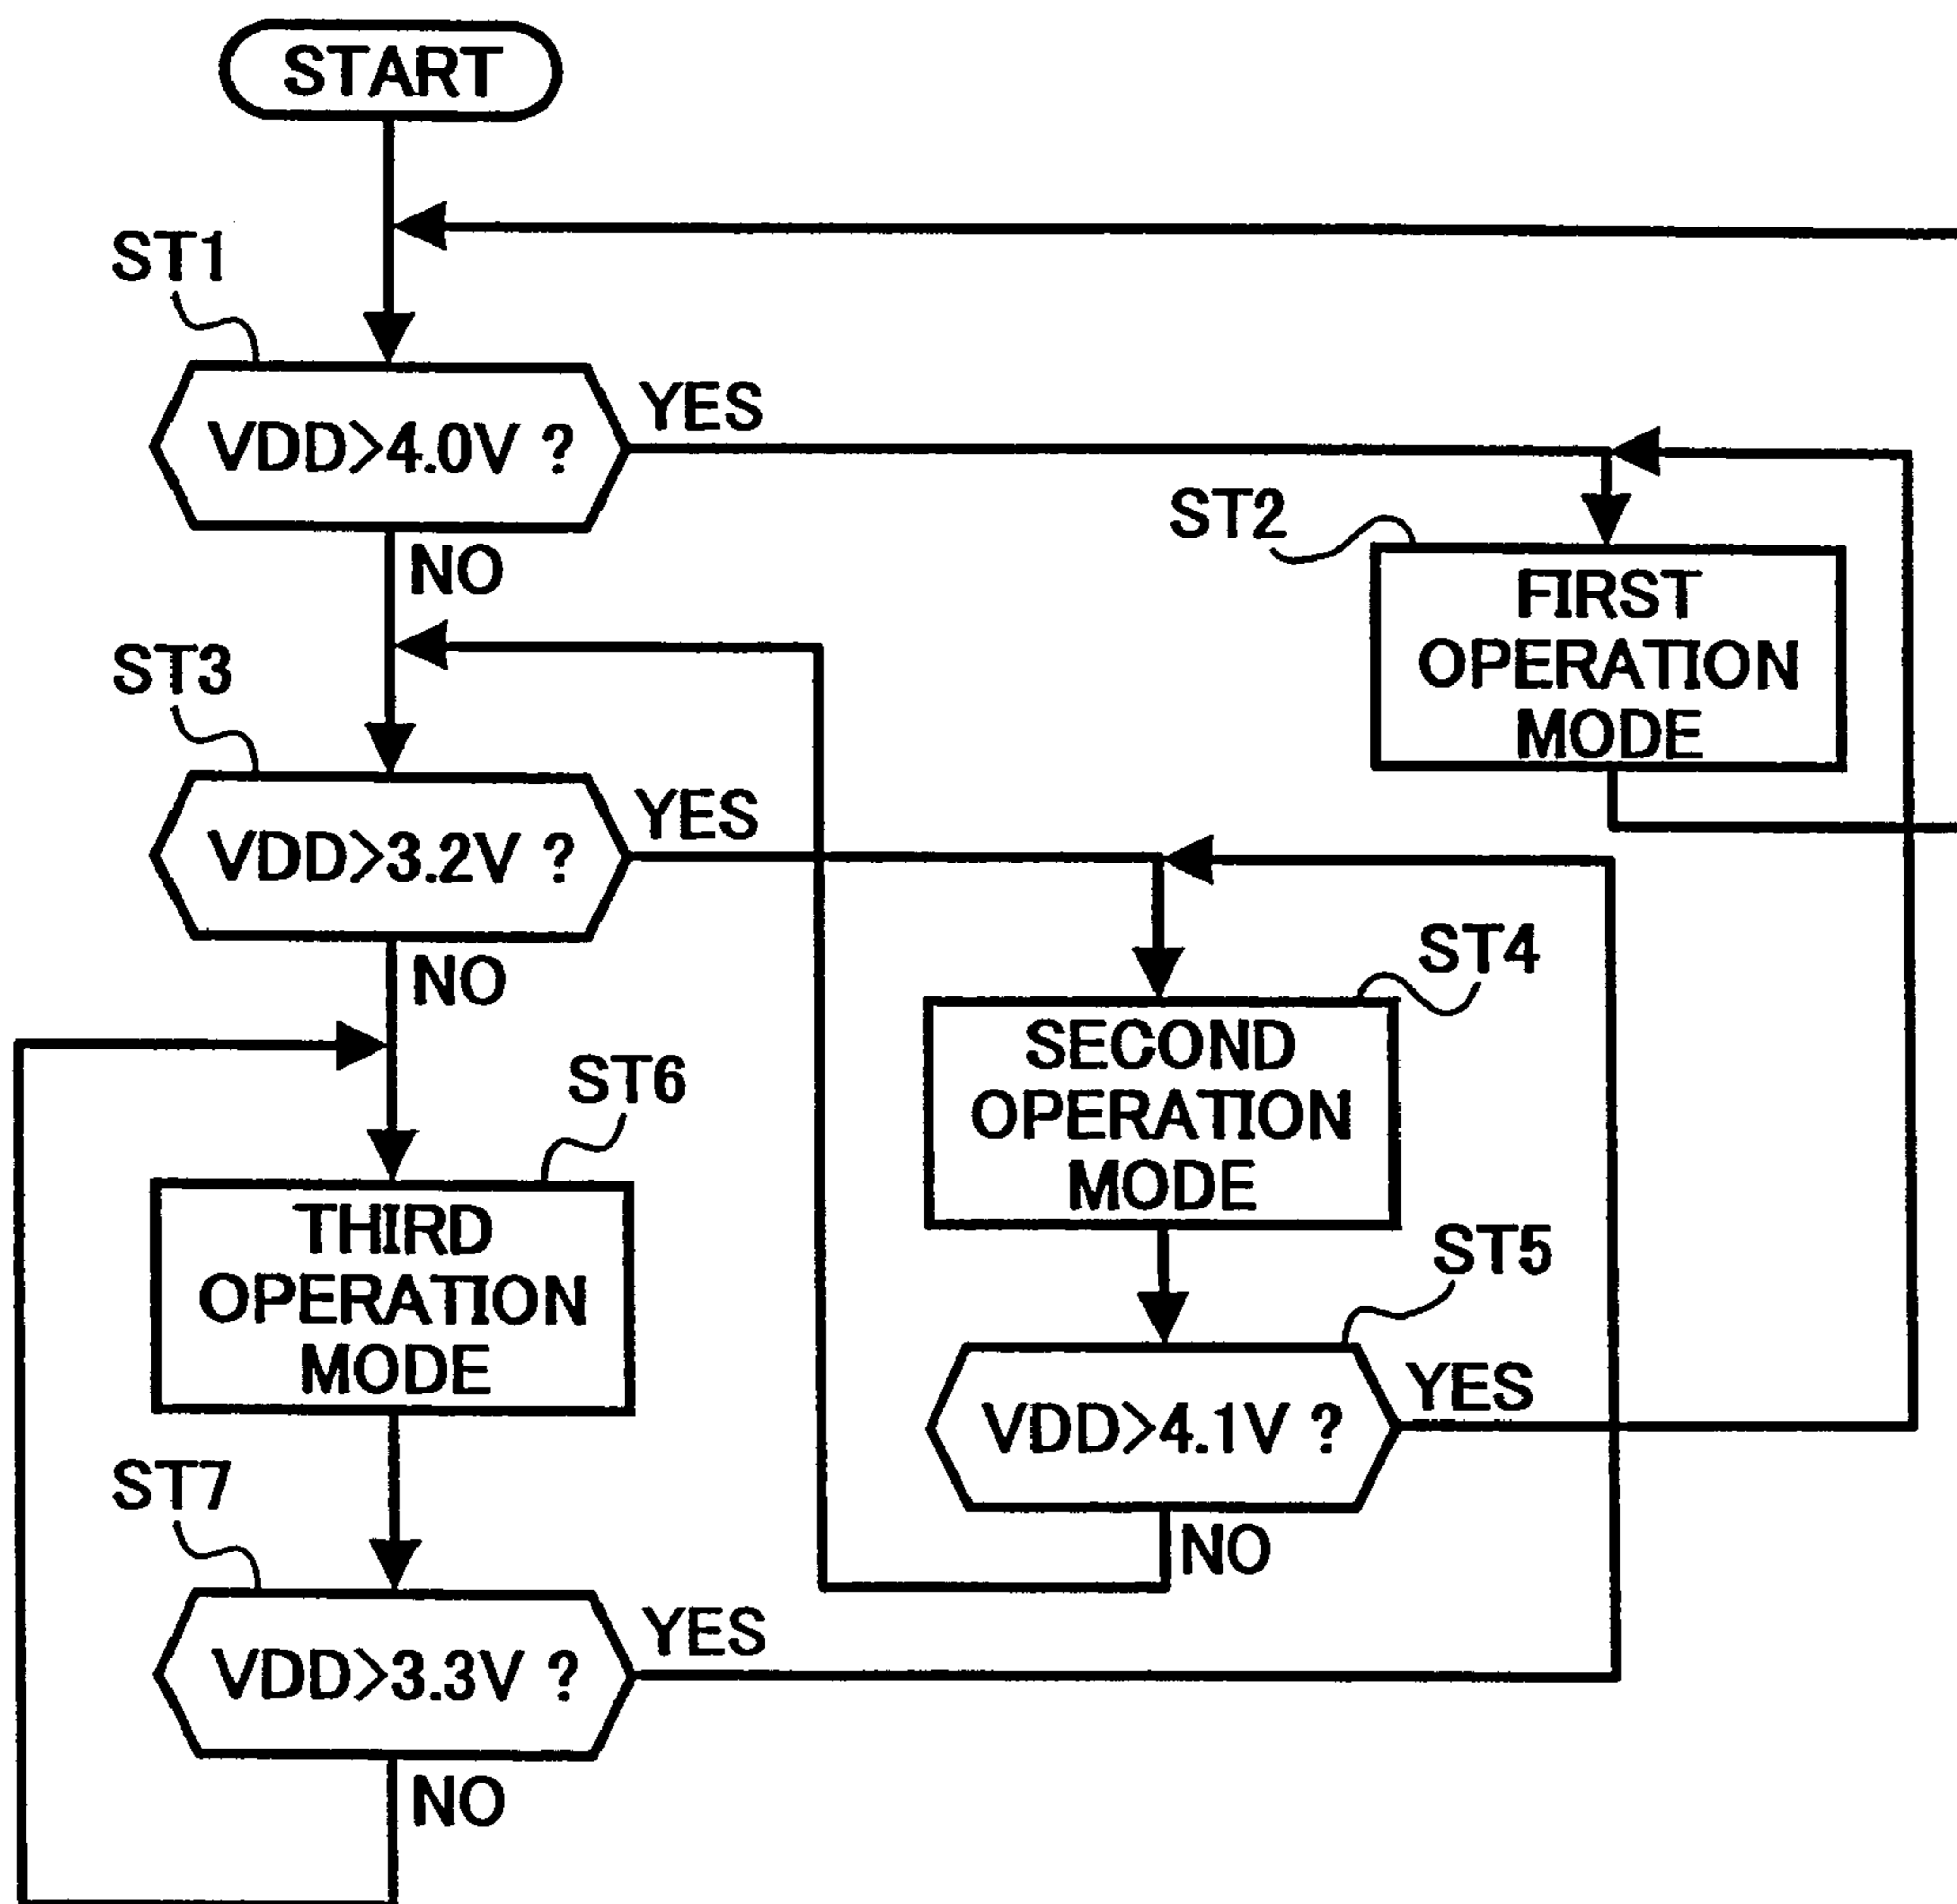 START
ST1
VDD>4.0V ?
YES
NO
ST2
FIRST
OPERATION
MODE
ST3
VDD>3.2V ?
YES
NO
ST4
SECOND
OPERATION
MODE
ST5
VDD>4.1V ?
YES
NO
ST6
THIRD
OPERATION
MODE
ST7
VDD>3.3V ?
YES
NO